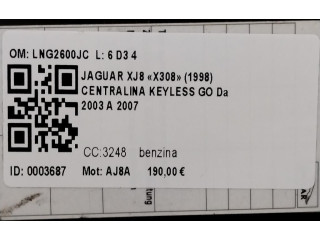 OM: LNG2600JC L: 6 D3 4
JAGUAR XJ8 «X308» (1998)
CENTRALINA KEYLESS GO Da
2003 A 2007
CC:3248 benzina
ID: 0003687 Mot: AJ8A 190,00 €